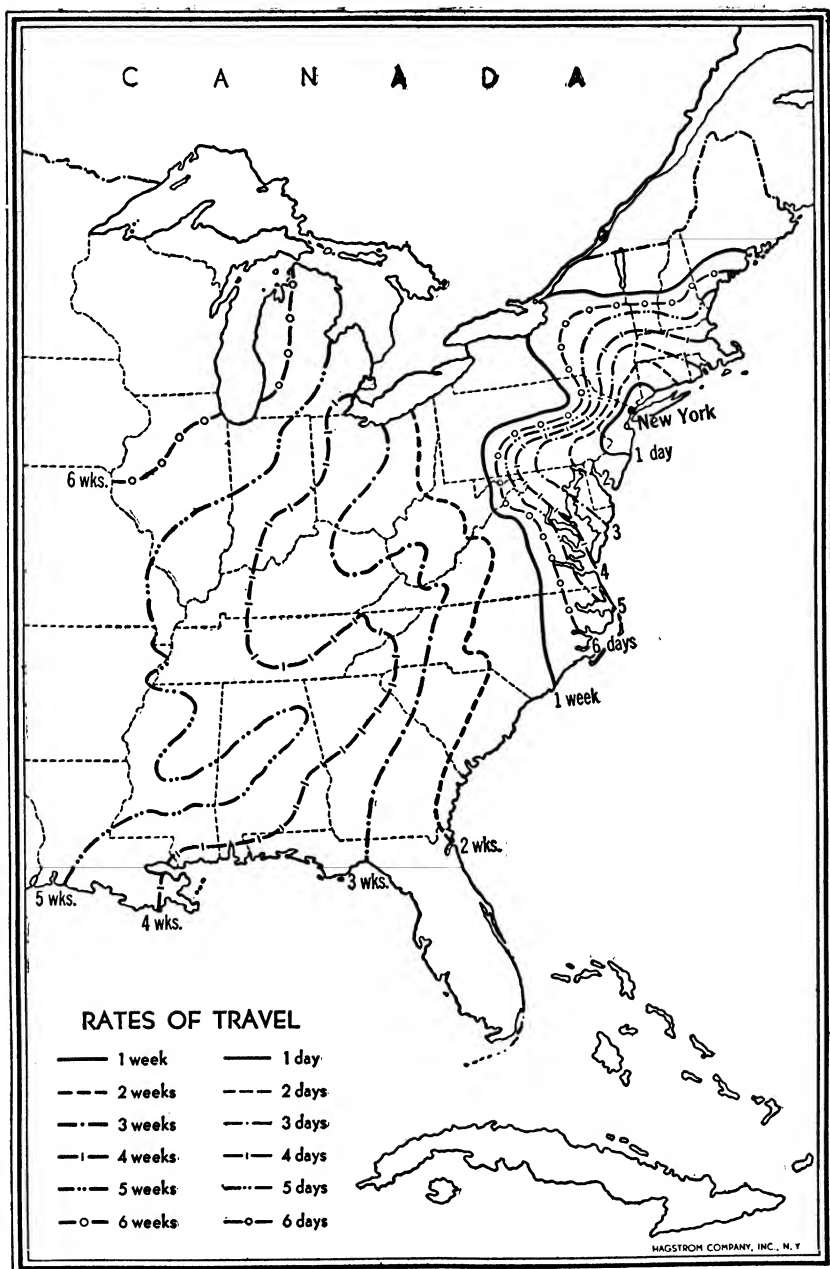 CANADA
New York
1 day
2
3
4
5
6 days
1 week
2 wks.
3 wks.
4 wks.
5 wks.
6 wks.
RATES OF TRAVEL
1 week 1 day
2 weeks 2 days
3 weeks 3 days
4 weeks 4 days
5 weeks 5 days
6 weeks 6 days
HAGSTROM COMPANY, INC., N. Y